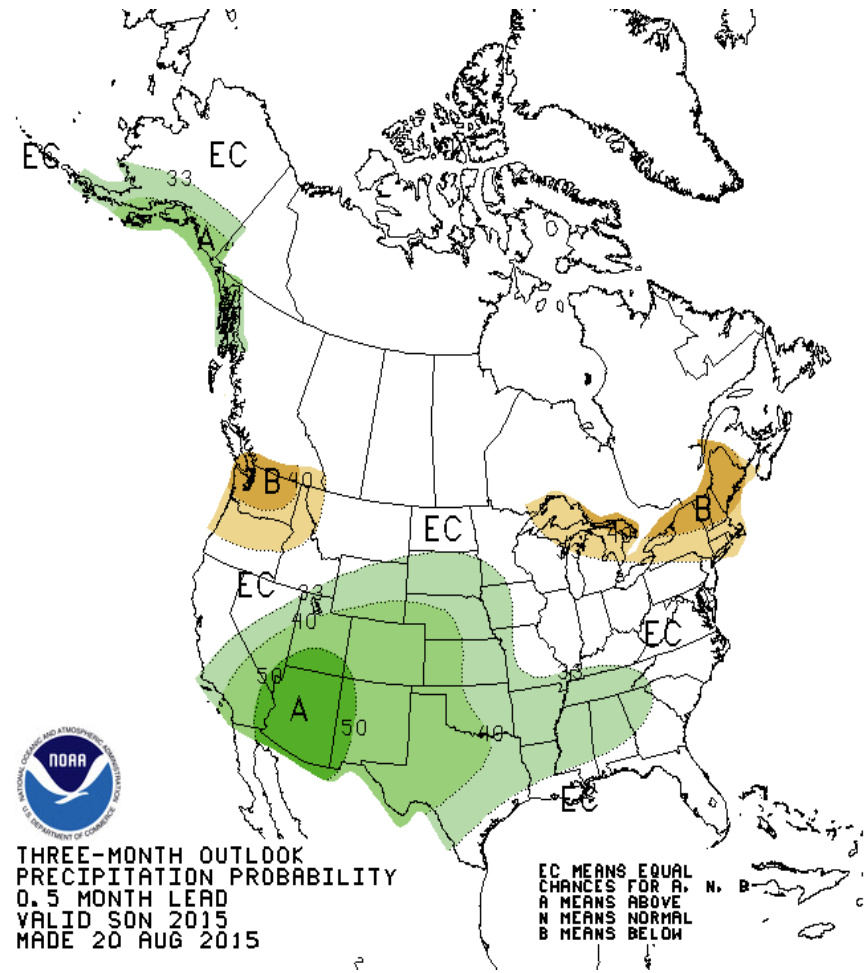 EC
EC
33
A
B
40
B
40
EC
EC
33
40
EC
33
50
A
50
40
EC
NATIONAL OCEANIC AND ATMOSPHERIC ADMINISTRATION
NOAA
U.S. DEPARTMENT OF COMMERCE
THREE-MONTH OUTLOOK
PRECIPITATION PROBABILITY
0.5 MONTH LEAD
VALID SON 2015
MADE 20 AUG 2015
EC MEANS EQUAL
CHANCES FOR A, N, B
A MEANS ABOVE
N MEANS NORMAL
B MEANS BELOW